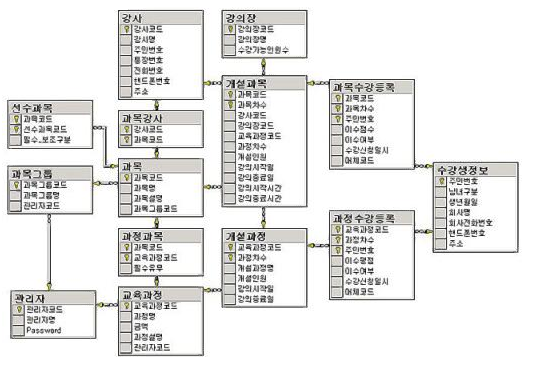 강사
강사코드
강사명
주민번호
통장번호
전화번호
핸드폰번호
주소
강의장
강의장코드
강의장명
수강가능인원수
선수과목
과목코드
선수과목코드
필수_보조구분
과목강사
강사코드
과목코드
개설과목
과목코드
과목차수
강사코드
강의장코드
교육과정코드
과정차수
개설인원
강의시작일
강의종료일
강의시작시간
강의종료시간
과목수강등록
과목코드
과목차수
주민번호
이수점수
이수여부
수강신청일시
매체코드
과목그룹
과목그룹코드
과목그룹명
관리자코드
과목
과목코드
과목명
과목설명
과목그룹코드
수강생정보
주민번호
남녀구분
생년월일
회사명
회사전화번호
핸드폰번호
주소
과정과목
과목코드
교육과정코드
필수유무
개설과정
교육과정코드
과정차수
개설과정명
개설인원
강의시작일
강의종료일
과정수강등록
교육과정코드
과정차수
주민번호
이수평점
이수여부
수강신청일시
매체코드
관리자
관리자코드
관리자명
Password
교육과정
교육과정코드
과정명
금액
과정설명
관리자코드